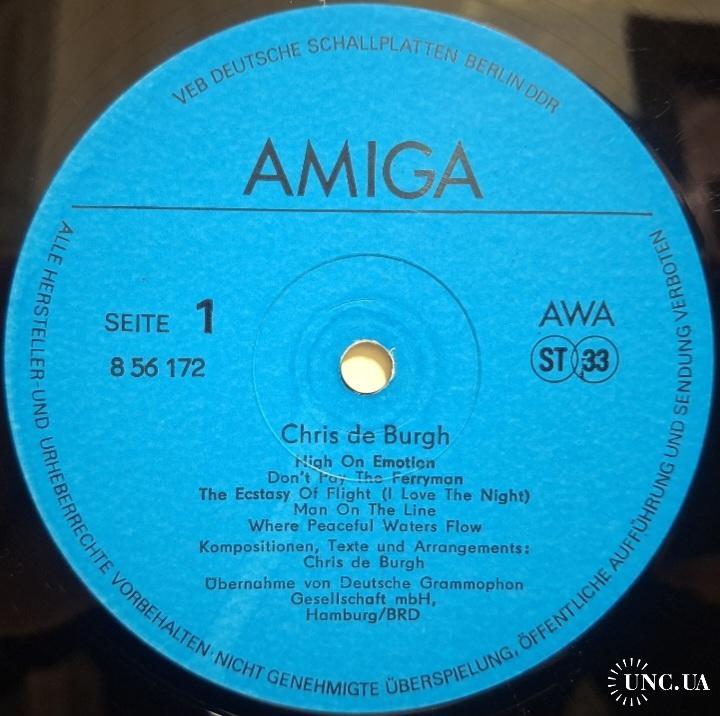 VEB DEUTSCHE SCHALLPLATTEN BERLIN DDR
AMIGA
SEITE 1
8 56 172
AWA
ST 33
Chris de Burgh
High On Emotion
Don't Pay The Ferryman
The Ecstasy Of Flight (I Love The Night)
Man On The Line
Where Peaceful Waters Flow
Kompositionen, Texte und Arrangements:
Chris de Burgh
Übernahme von Deutsche Grammophon
Gesellschaft mbH,
Hamburg/BRD
ALLE HERSTELLER-UND URHEBERRECHTE VORBEHALTEN. NICHT GENEHMIGTE ÜBERSPIELUNG, ÖFFENTLICHE AUFFÜHRUNG UND SENDUNG VERBOTEN
UNC.UA